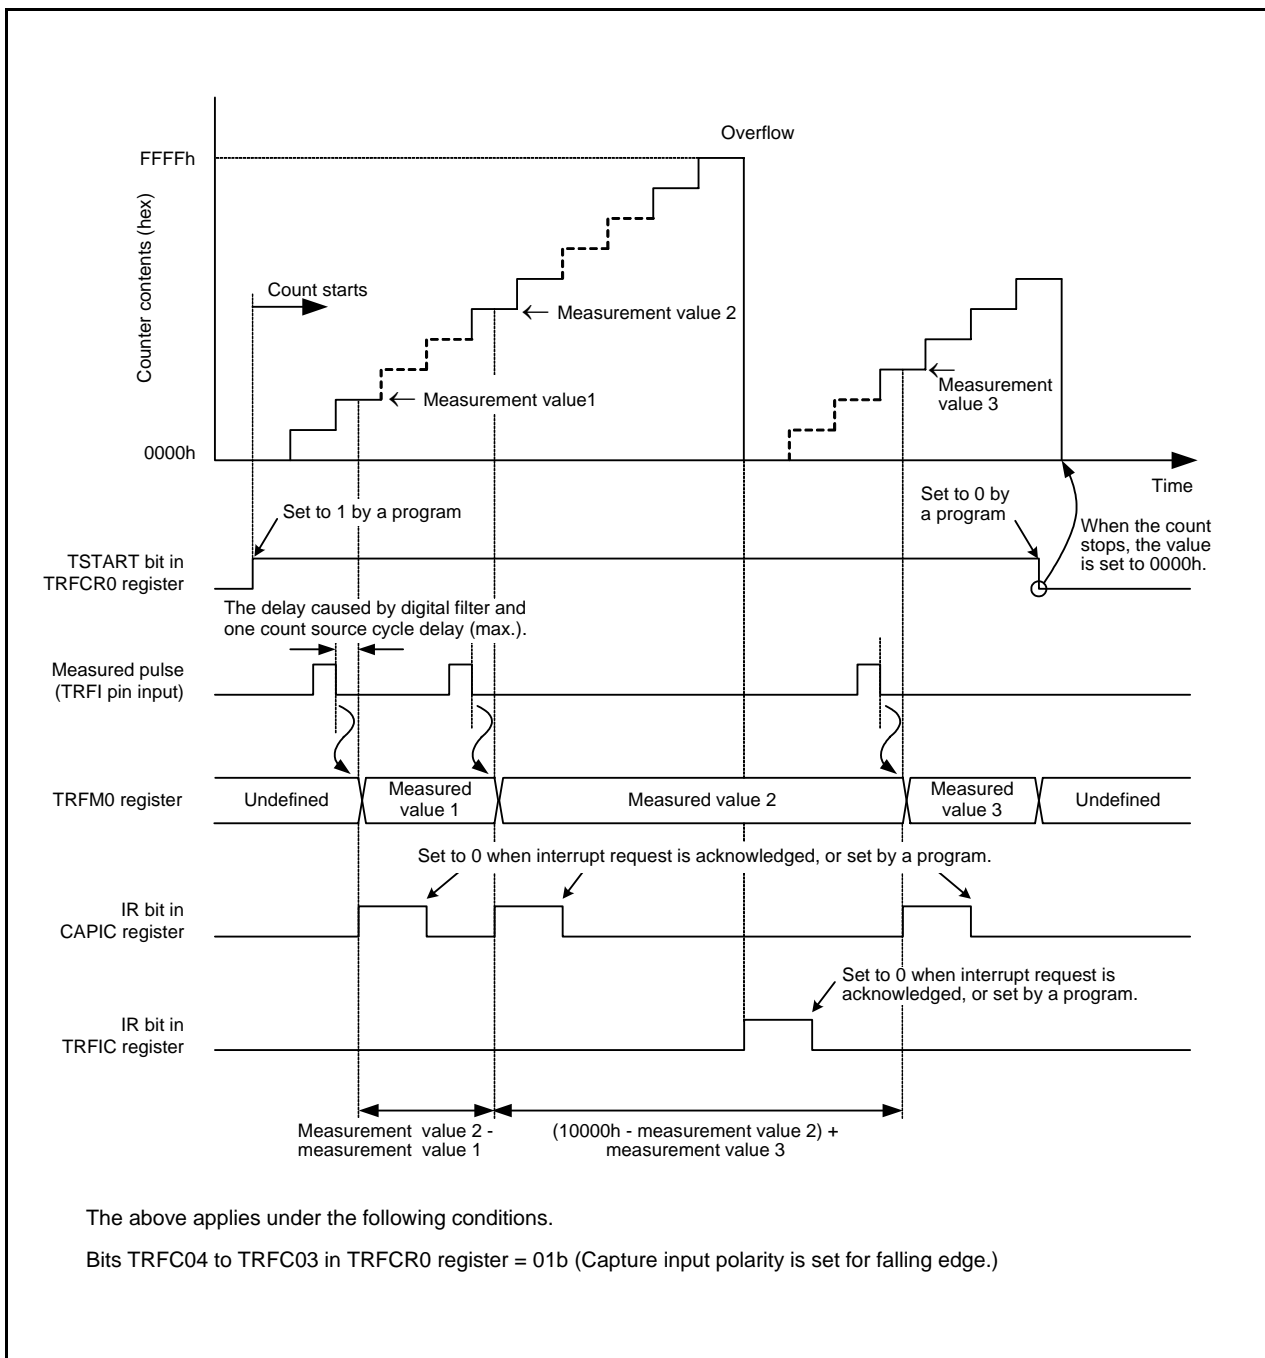 Overflow
FFFFh
Counter contents (hex)
Count starts
← Measurement value 2
← Measurement value1
← Measurement
value 3
0000h
Time
Set to 1 by a program
Set to 0 by
a program
When the count
stops, the value
is set to 0000h.
TSTART bit in
TRFCR0 register
The delay caused by digital filter and
one count source cycle delay (max.).
Measured pulse
(TRFI pin input)
TRFM0 register
Undefined
Measured
value 1
Measured value 2
Measured
value 3
Undefined
Set to 0 when interrupt request is acknowledged, or set by a program.
IR bit in
CAPIC register
Set to 0 when interrupt request is
acknowledged, or set by a program.
IR bit in
TRFIC register
Measurement value 2 -
measurement value 1
(10000h - measurement value 2) +
measurement value 3
The above applies under the following conditions.
Bits TRFC04 to TRFC03 in TRFCR0 register = 01b (Capture input polarity is set for falling edge.)